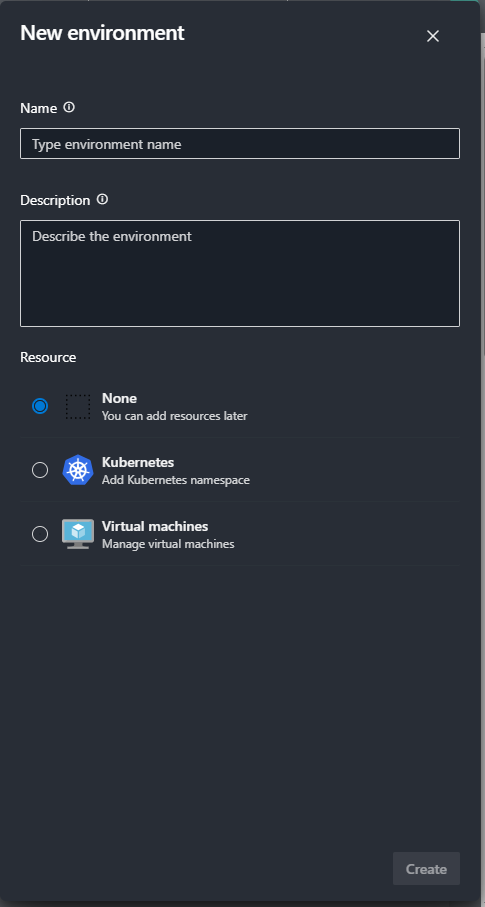 New environment
Name
Type environment name
Description
Describe the environment
Resource
None
You can add resources later
Kubernetes
Add Kubernetes namespace
Virtual machines
Manage virtual machines
Create